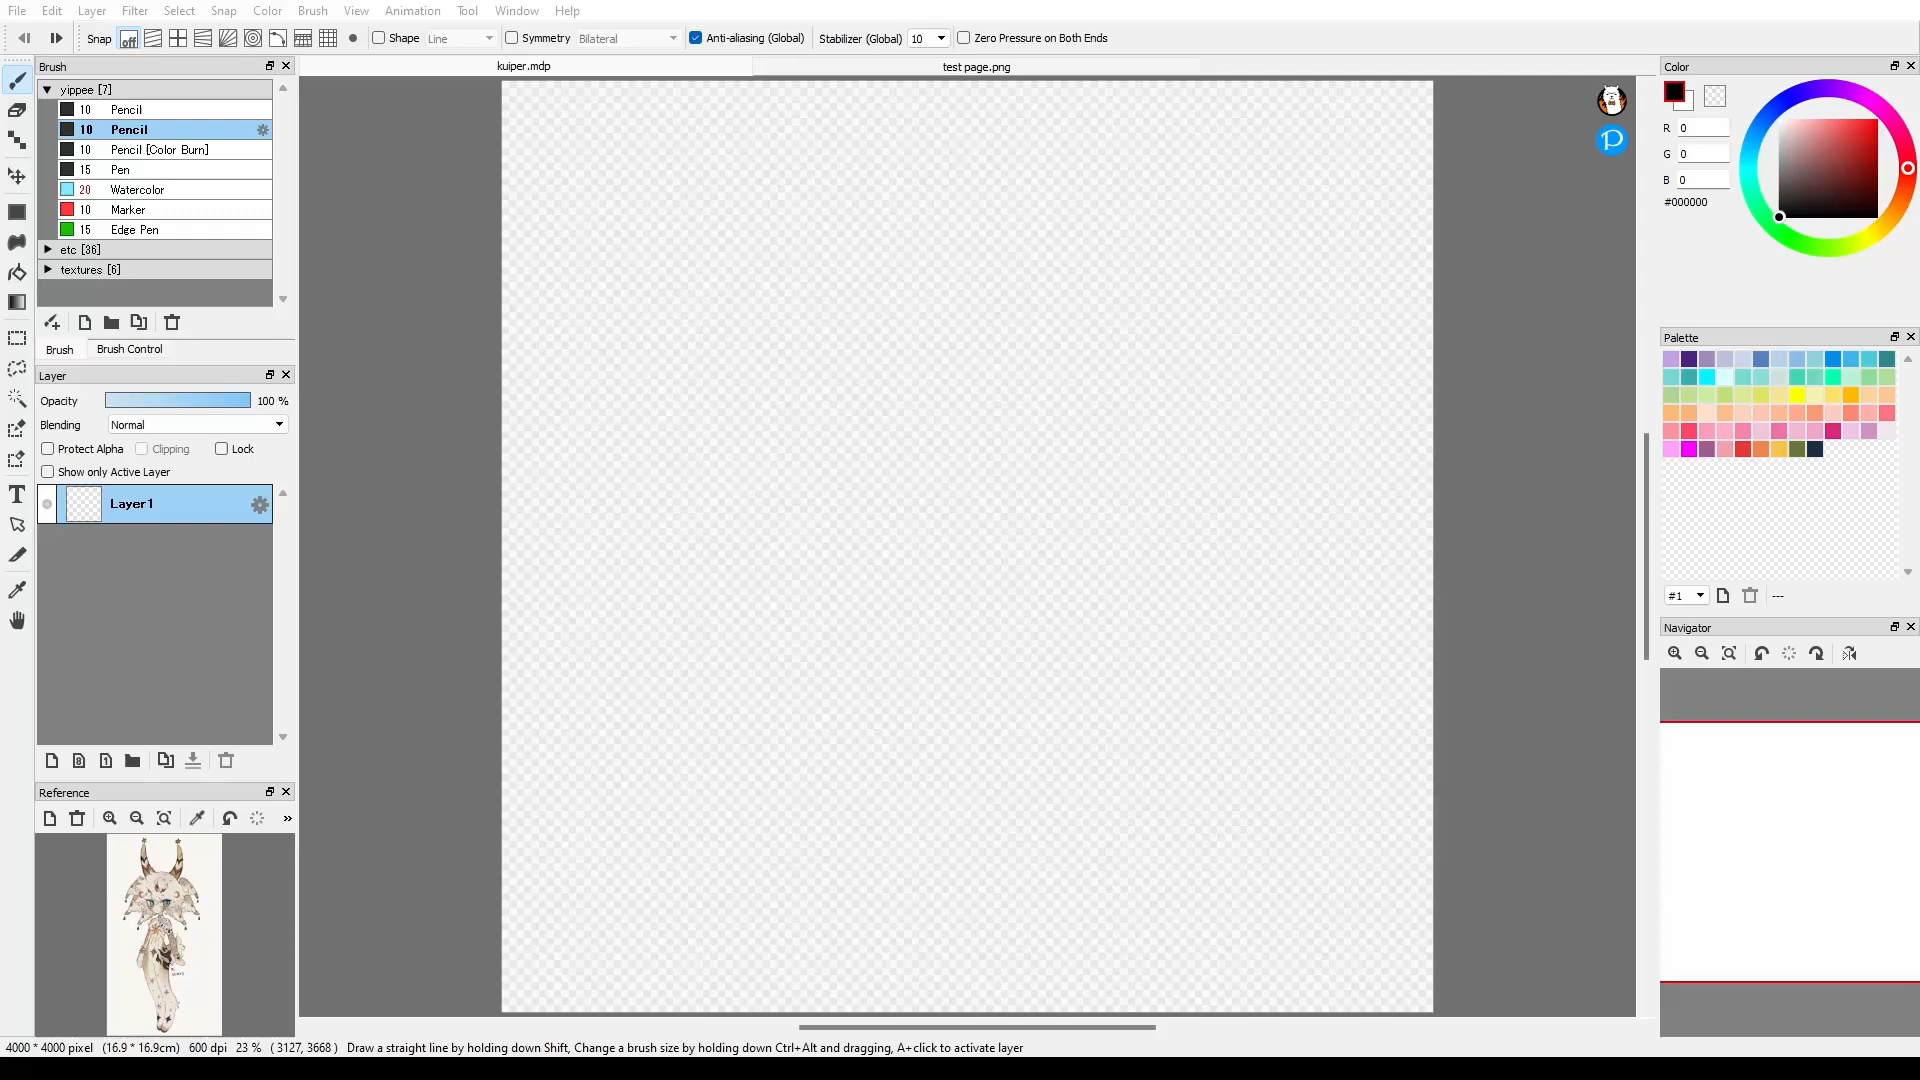 File Edit Layer Filter Select Snap Color Brush View Animation Tool Window Help
Snap off Shape Line Symmetry Bilateral Anti-aliasing (Global) Stabilizer (Global) 10 Zero Pressure on Both Ends
Brush
kuiper.mdp
test page.png
yippee [7]
10 Pencil
10 Pencil
10 Pencil [Color Burn]
15 Pen
20 Watercolor
10 Marker
15 Edge Pen
etc [36]
textures [6]
Brush Brush Control
Layer
Opacity 100 %
Blending Normal
Protect Alpha Clipping Lock
Show only Active Layer
Layer1
8 1
Reference
»
P
Color
R 0
G 0
B 0
#000000
Palette
#1 ---
Navigator
4000 * 4000 pixel (16.9 * 16.9cm) 600 dpi 23 % ( 3127, 3668 ) Draw a straight line by holding down Shift, Change a brush size by holding down Ctrl+Alt and dragging, A+click to activate layer